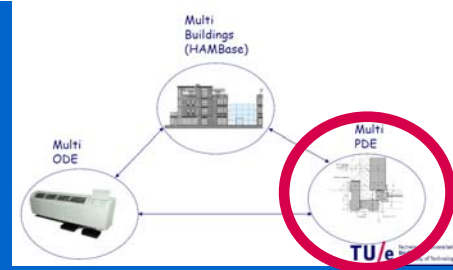 Multi
Buildings
(HAMBase)
Multi
ODE
Multi
PDE
TU/e